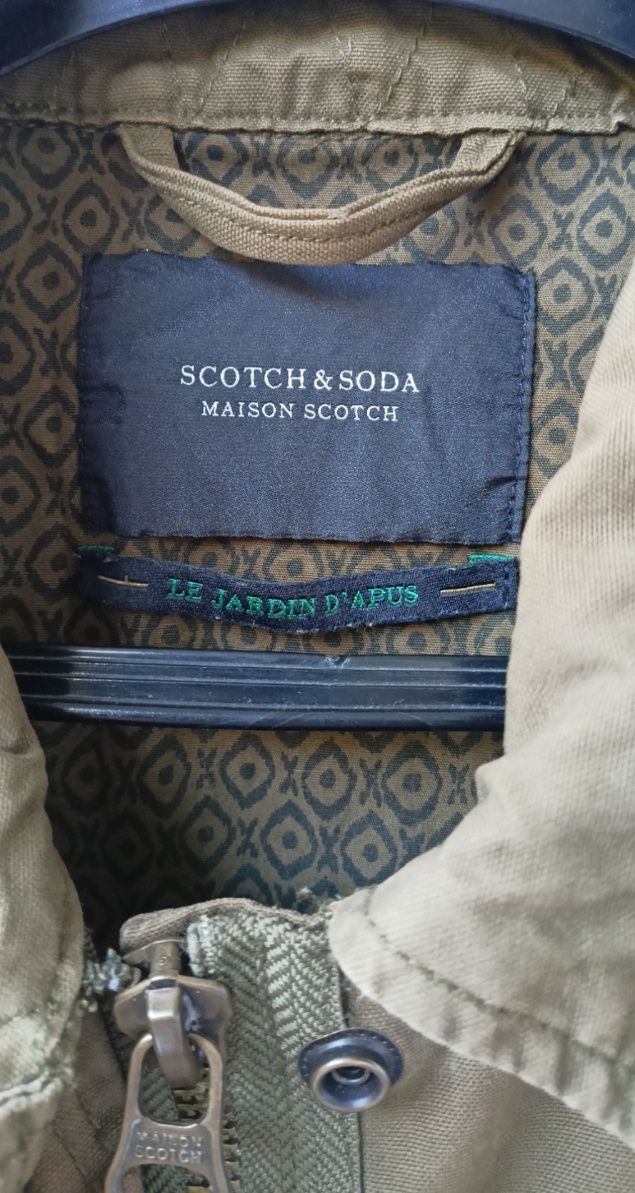 SCOTCH & SODA
MAISON SCOTCH
LE JARDIN D'APUS
MAISON
SCOTCH